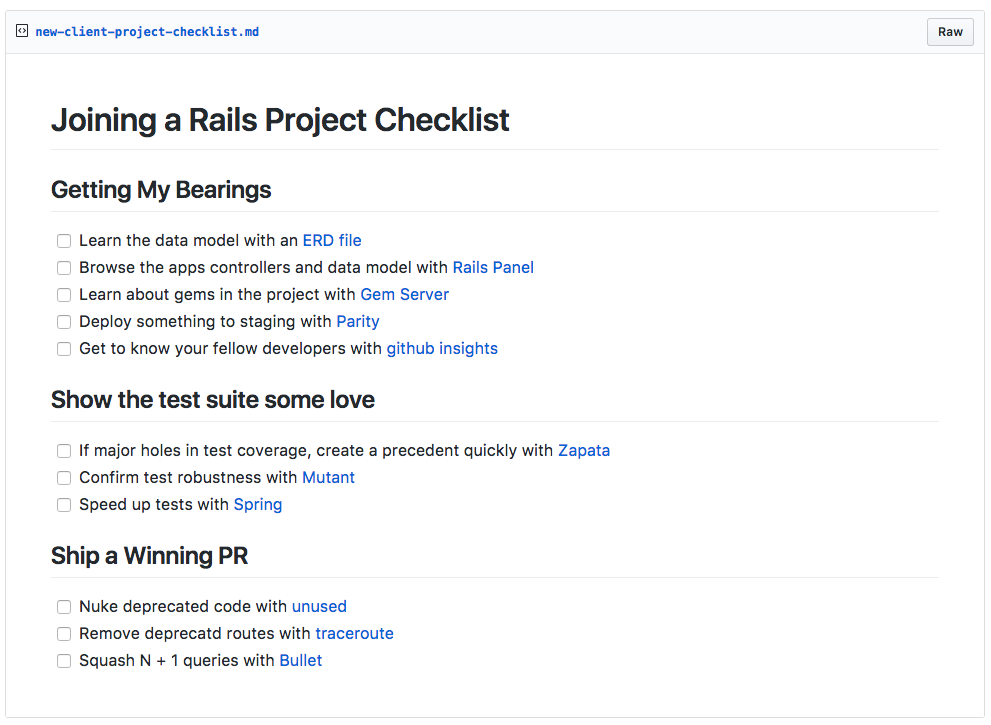 new-client-project-checklist.md
Raw
Joining a Rails Project Checklist
Getting My Bearings
Learn the data model with an ERD file
Browse the apps controllers and data model with Rails Panel
Learn about gems in the project with Gem Server
Deploy something to staging with Parity
Get to know your fellow developers with github insights
Show the test suite some love
If major holes in test coverage, create a precedent quickly with Zapata
Confirm test robustness with Mutant
Speed up tests with Spring
Ship a Winning PR
Nuke deprecated code with unused
Remove deprecatd routes with traceroute
Squash N + 1 queries with Bullet